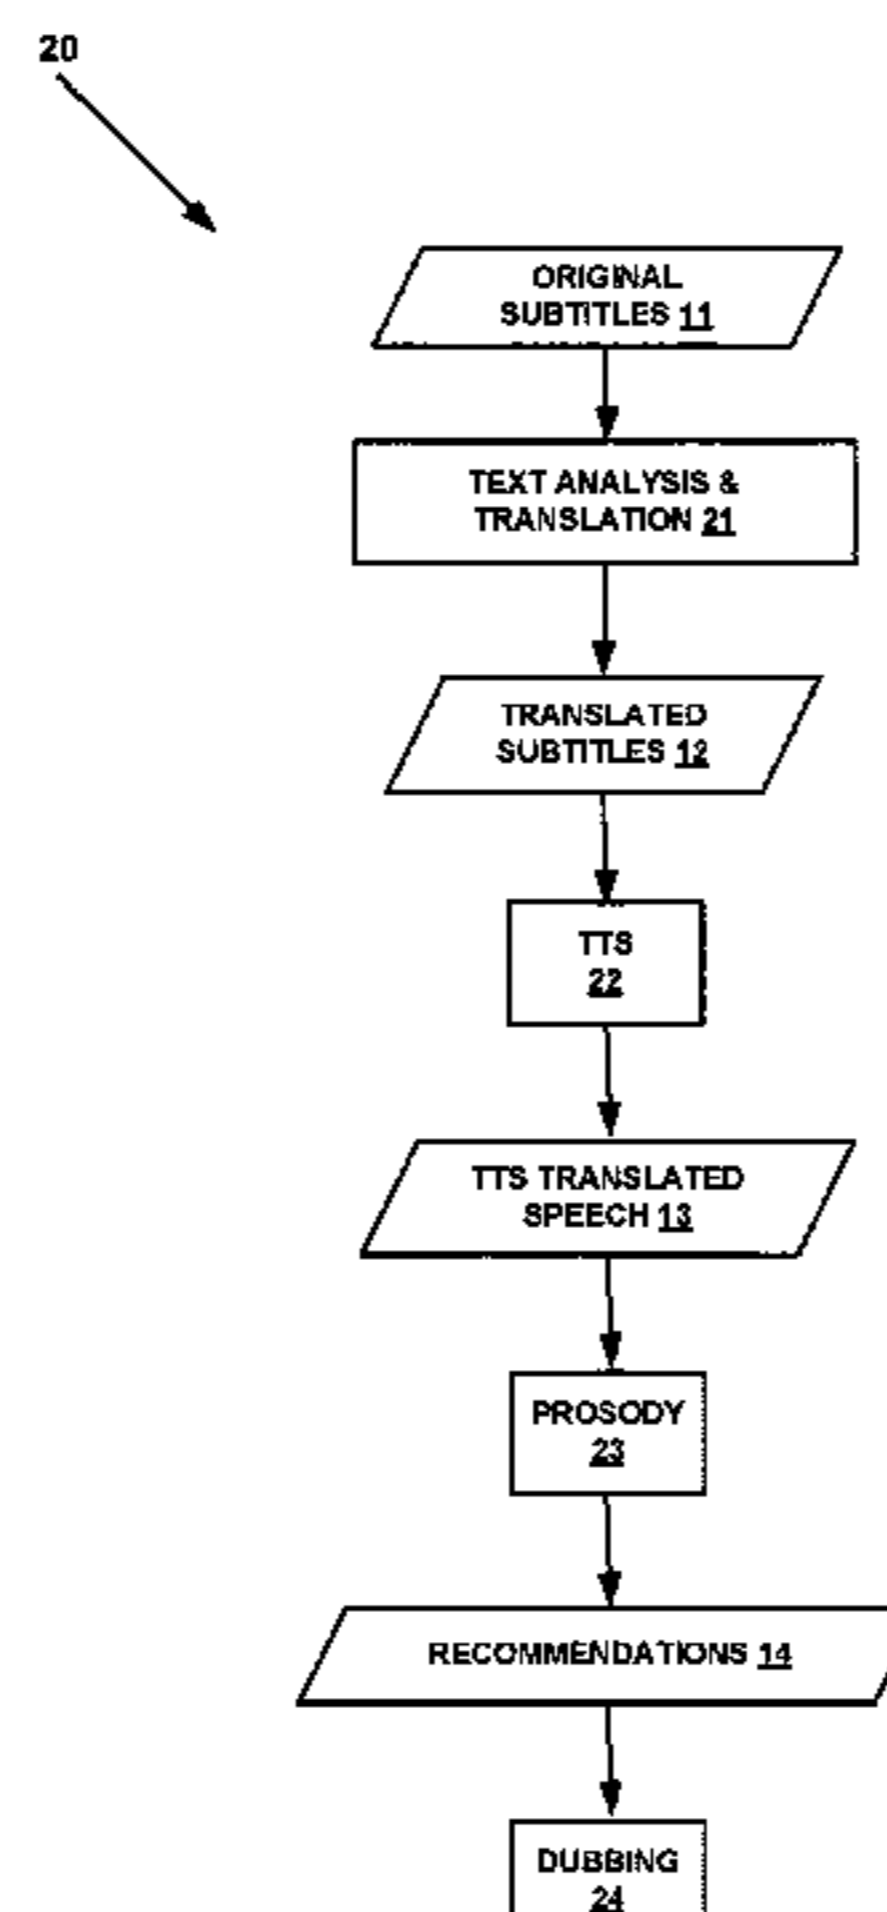 20
ORIGINAL
SUBTITLES 11
TEXT ANALYSIS &
TRANSLATION 21
TRANSLATED
SUBTITLES 12
TTS
22
TTS TRANSLATED
SPEECH 13
PROSODY
23
RECOMMENDATIONS 14
DUBBING
24